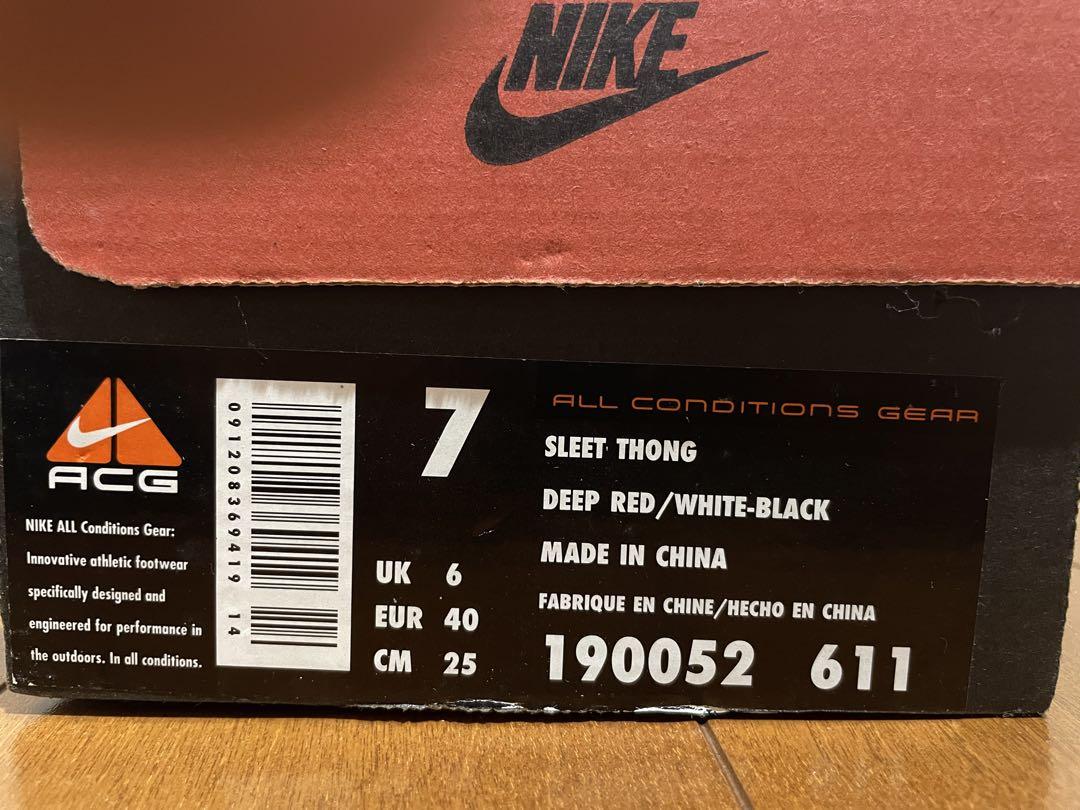 NIKE
ACG
NIKE ALL Conditions Gear:
Innovative athletic footwear
specifically designed and
engineered for performance in
the outdoors. In all conditions.
091208369419 14
7
UK 6
EUR 40
CM 25
ALL CONDITIONS GEAR
SLEET THONG
DEEP RED/WHITE-BLACK
MADE IN CHINA
FABRIQUE EN CHINE/HECHO EN CHINA
190052 611